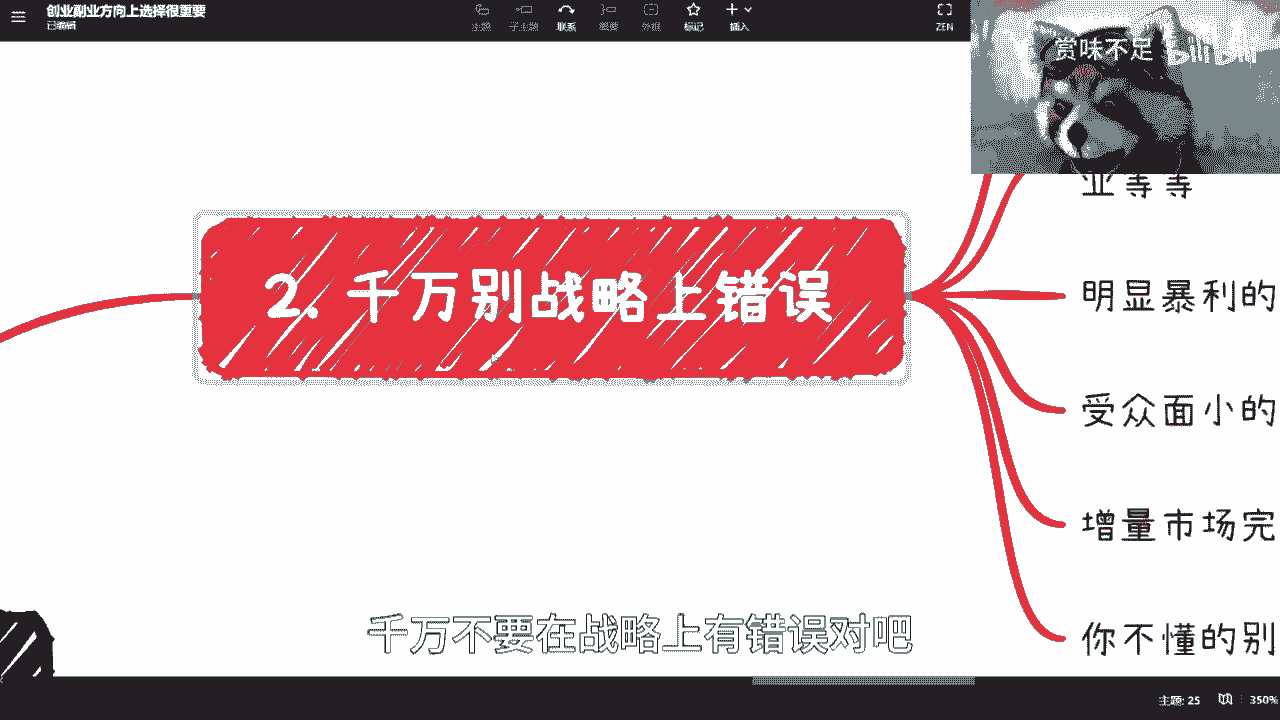 创业副业方向上选择很重要
已编辑
主题
子主题
联系
概要
外框
标记
插入
ZEN
赏味不足
bilibili
业等等
2. 千万别战略上错误
明显暴利的
受众面小的
增量市场完
你不懂的别
千万不要在战略上有错误对吧
主题: 25
350%